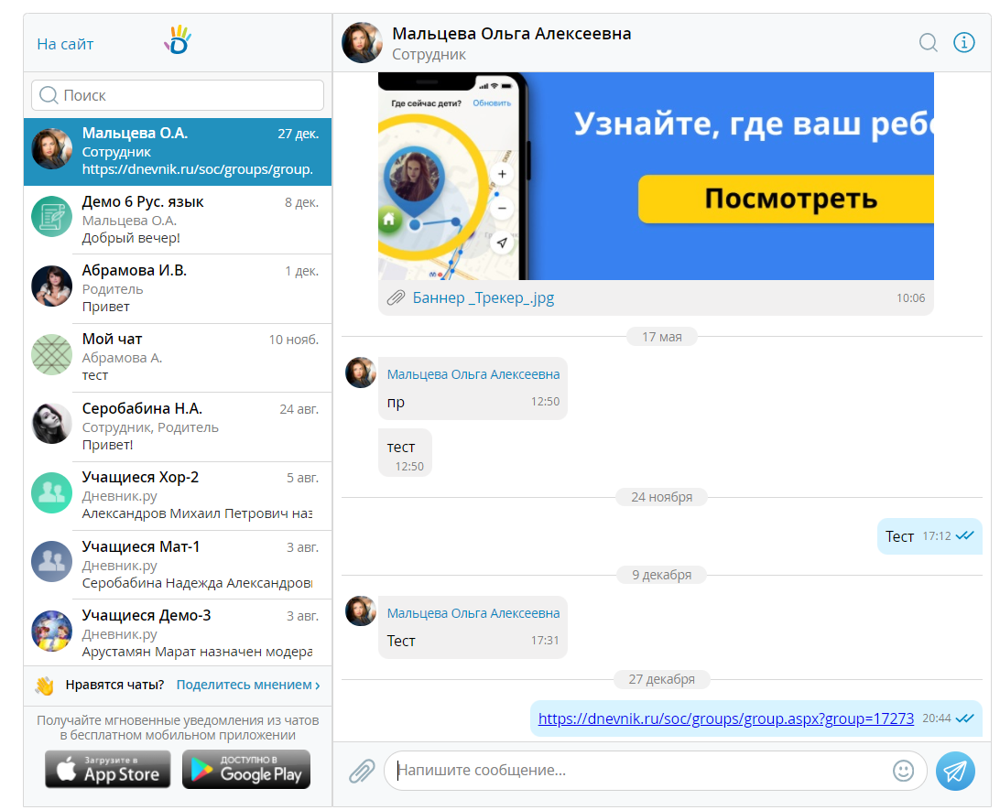 На сайт
Поиск
Мальцева О.А. 27 дек.
Сотрудник
https://dnevnik.ru/soc/groups/group.
Демо 6 Рус. язык 8 дек.
Мальцева О.А.
Добрый вечер!
Абрамова И.В. 1 дек.
Родитель
Привет
Мой чат 10 нояб.
Абрамова А.
тест
Серобабина Н.А. 24 авг.
Сотрудник, Родитель
Привет!
Учащиеся Хор-2 5 авг.
Дневник.ру
Александров Михаил Петрович наз
Учащиеся Мат-1 3 авг.
Дневник.ру
Серобабина Надежда Александров
Учащиеся Демо-3 3 авг.
Дневник.ру
Арустамян Марат назначен модера
Нравятся чаты? Поделитесь мнением ›
Получайте мгновенные уведомления из чатов
в бесплатном мобильном приложении
Загрузите в
App Store
ДОСТУПНО В
Google Play
Мальцева Ольга Алексеевна
Сотрудник
Где сейчас дети? Обновить
Узнайте, где ваш реб
Посмотреть
Баннер _Трекер_.jpg 10:06
17 мая
Мальцева Ольга Алексеевна
пр 12:50
тест
12:50
24 ноября
Тест 17:12
9 декабря
Мальцева Ольга Алексеевна
Тест 17:31
27 декабря
https://dnevnik.ru/soc/groups/group.aspx?group=17273 20:44
Напишите сообщение...